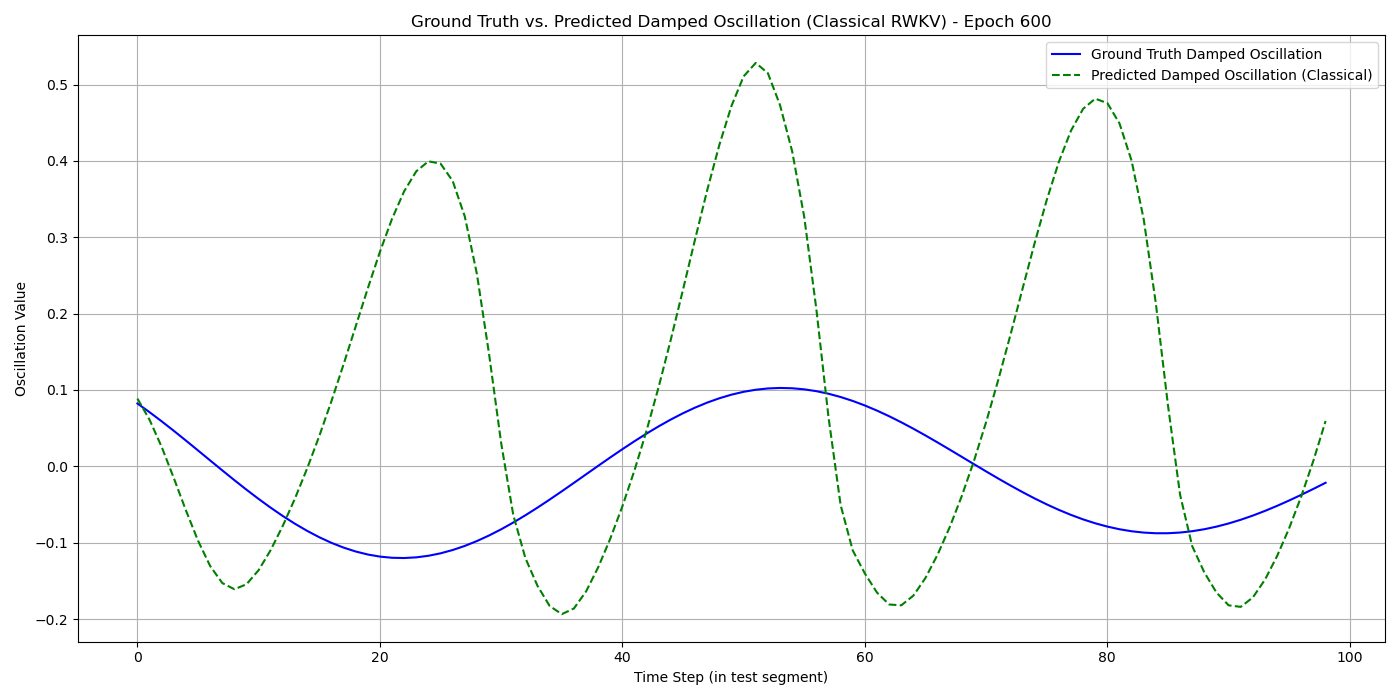 Ground Truth vs. Predicted Damped Oscillation (Classical RWKV) - Epoch 600
Ground Truth Damped Oscillation
Predicted Damped Oscillation (Classical)
Oscillation Value
0.5
0.4
0.3
0.2
0.1
0.0
−0.1
−0.2
0 20 40 60 80 100
Time Step (in test segment)